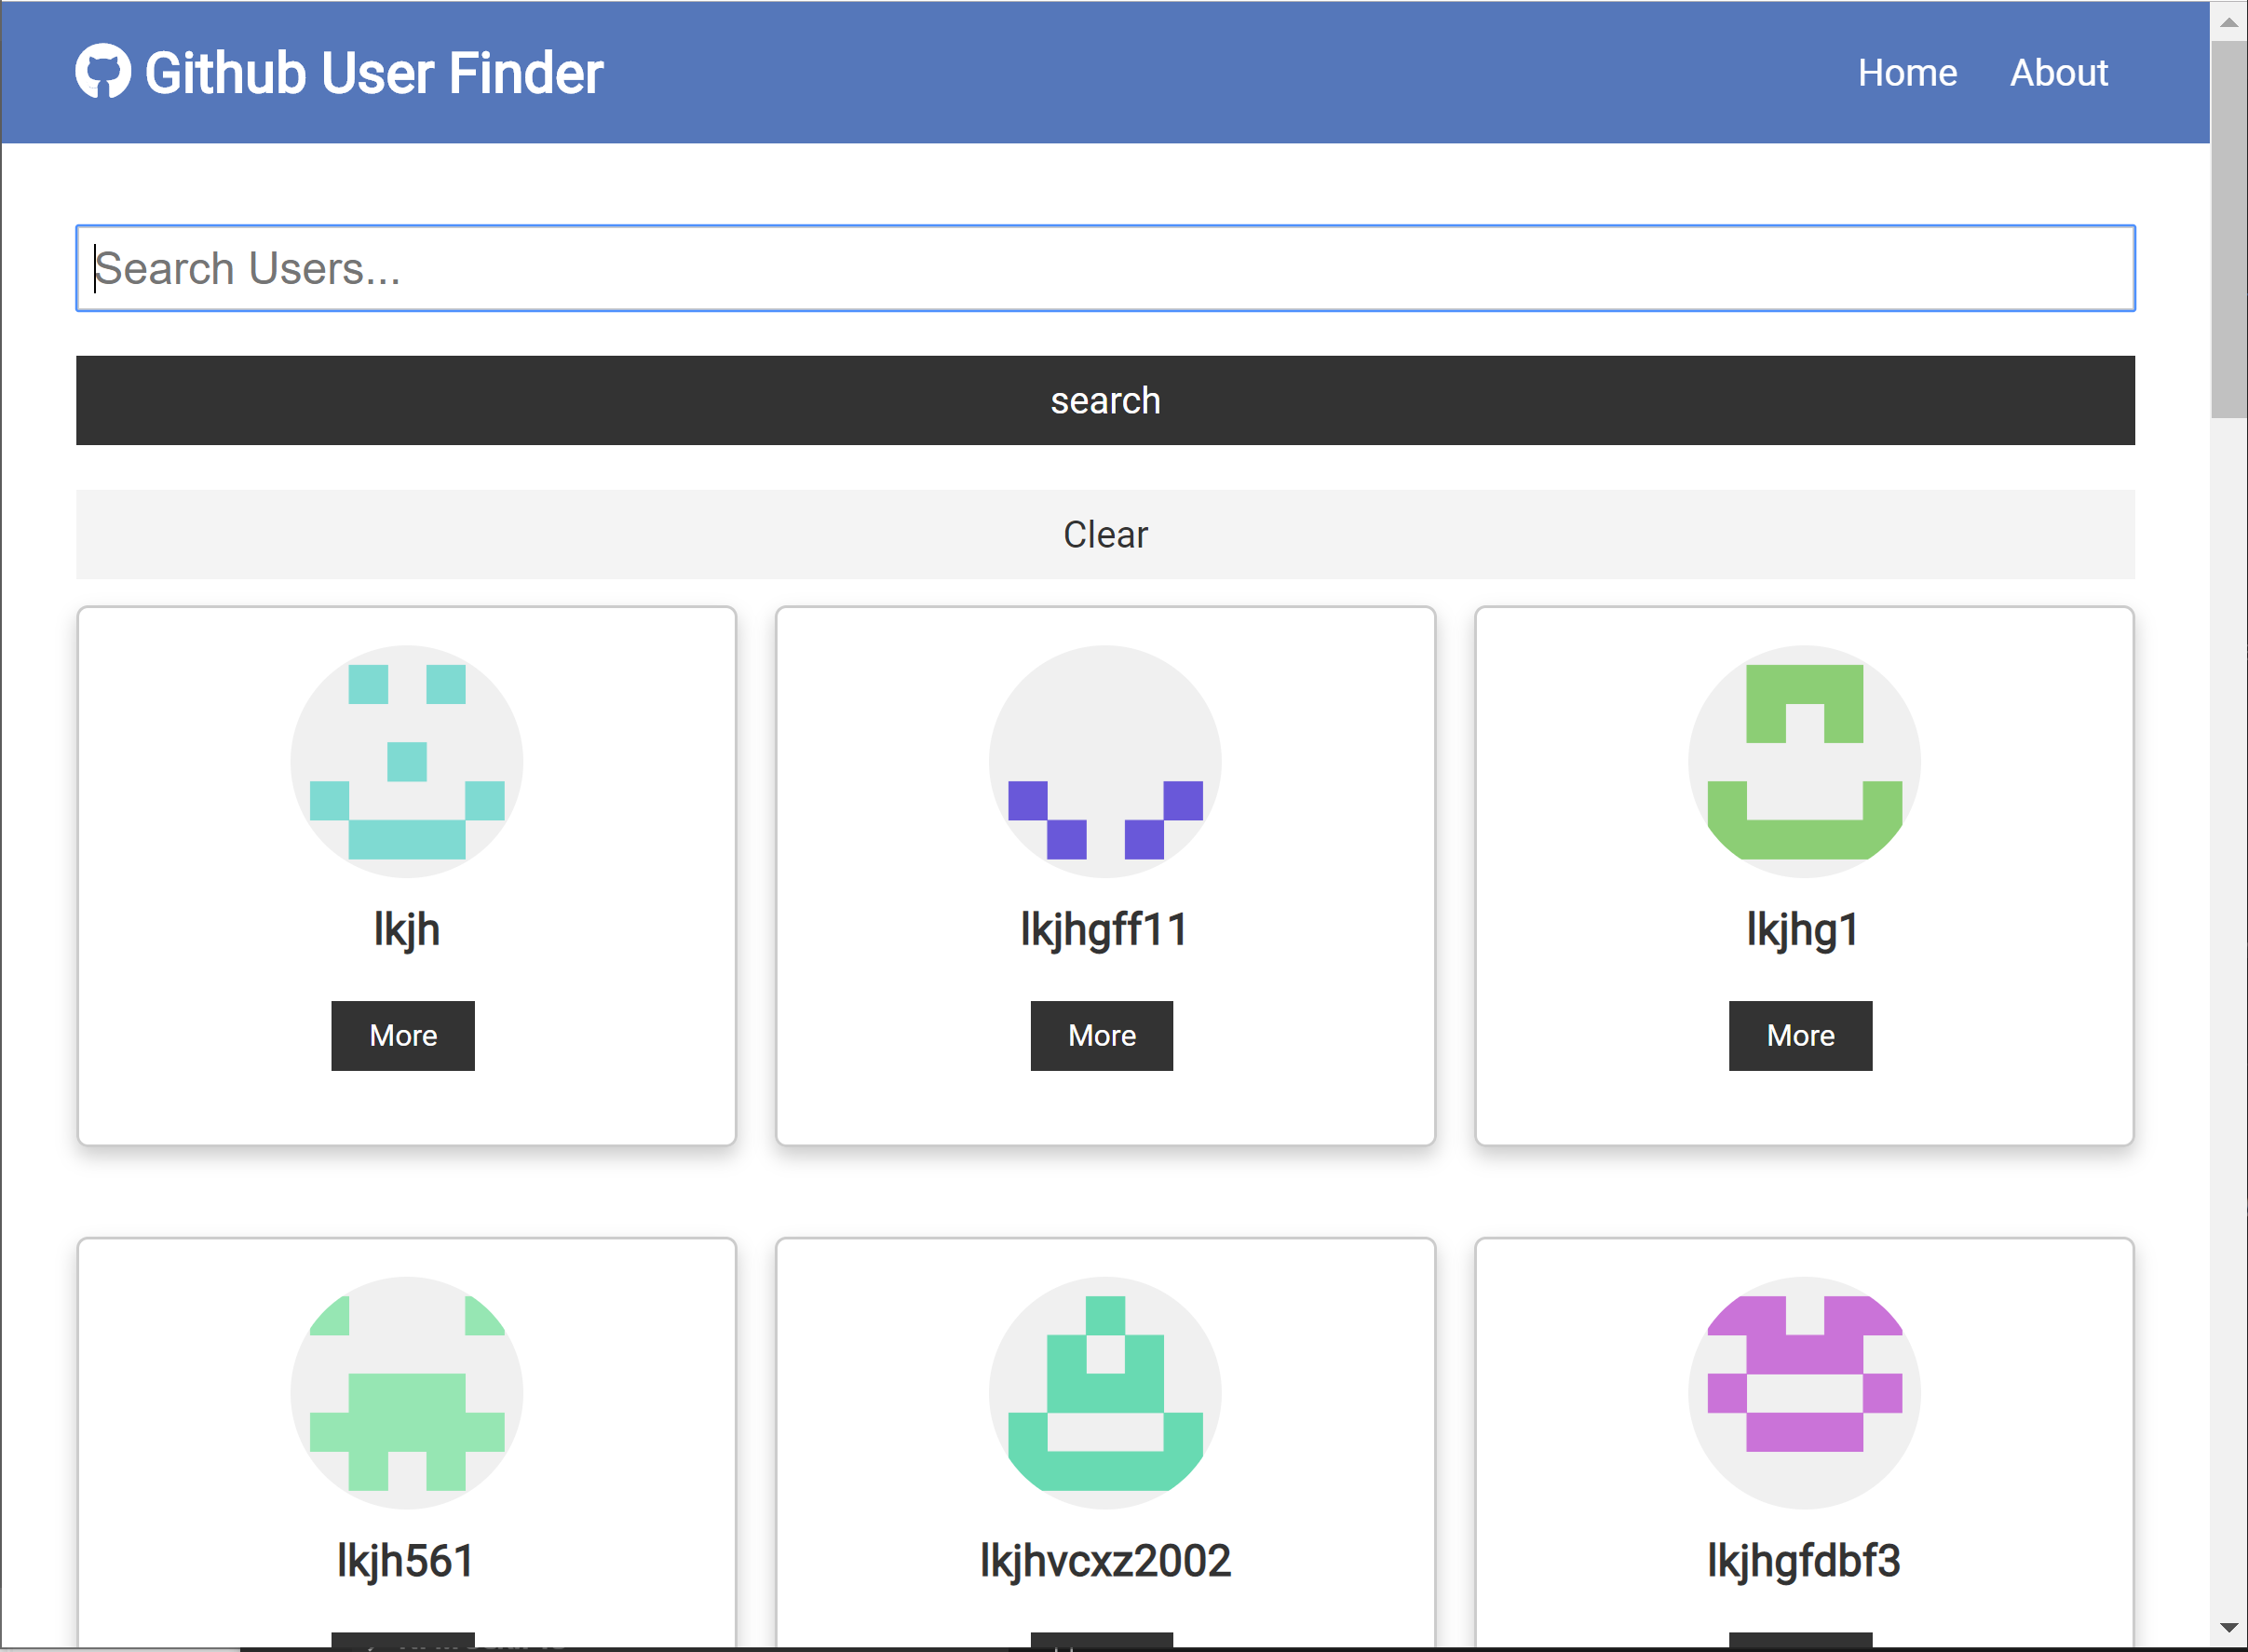 Github User Finder
Home About
Search Users...
search
Clear
lkjh lkjhgff11 lkjhg1
More More More
lkjh561 lkjhvcxz2002 lkjhgfdbf3